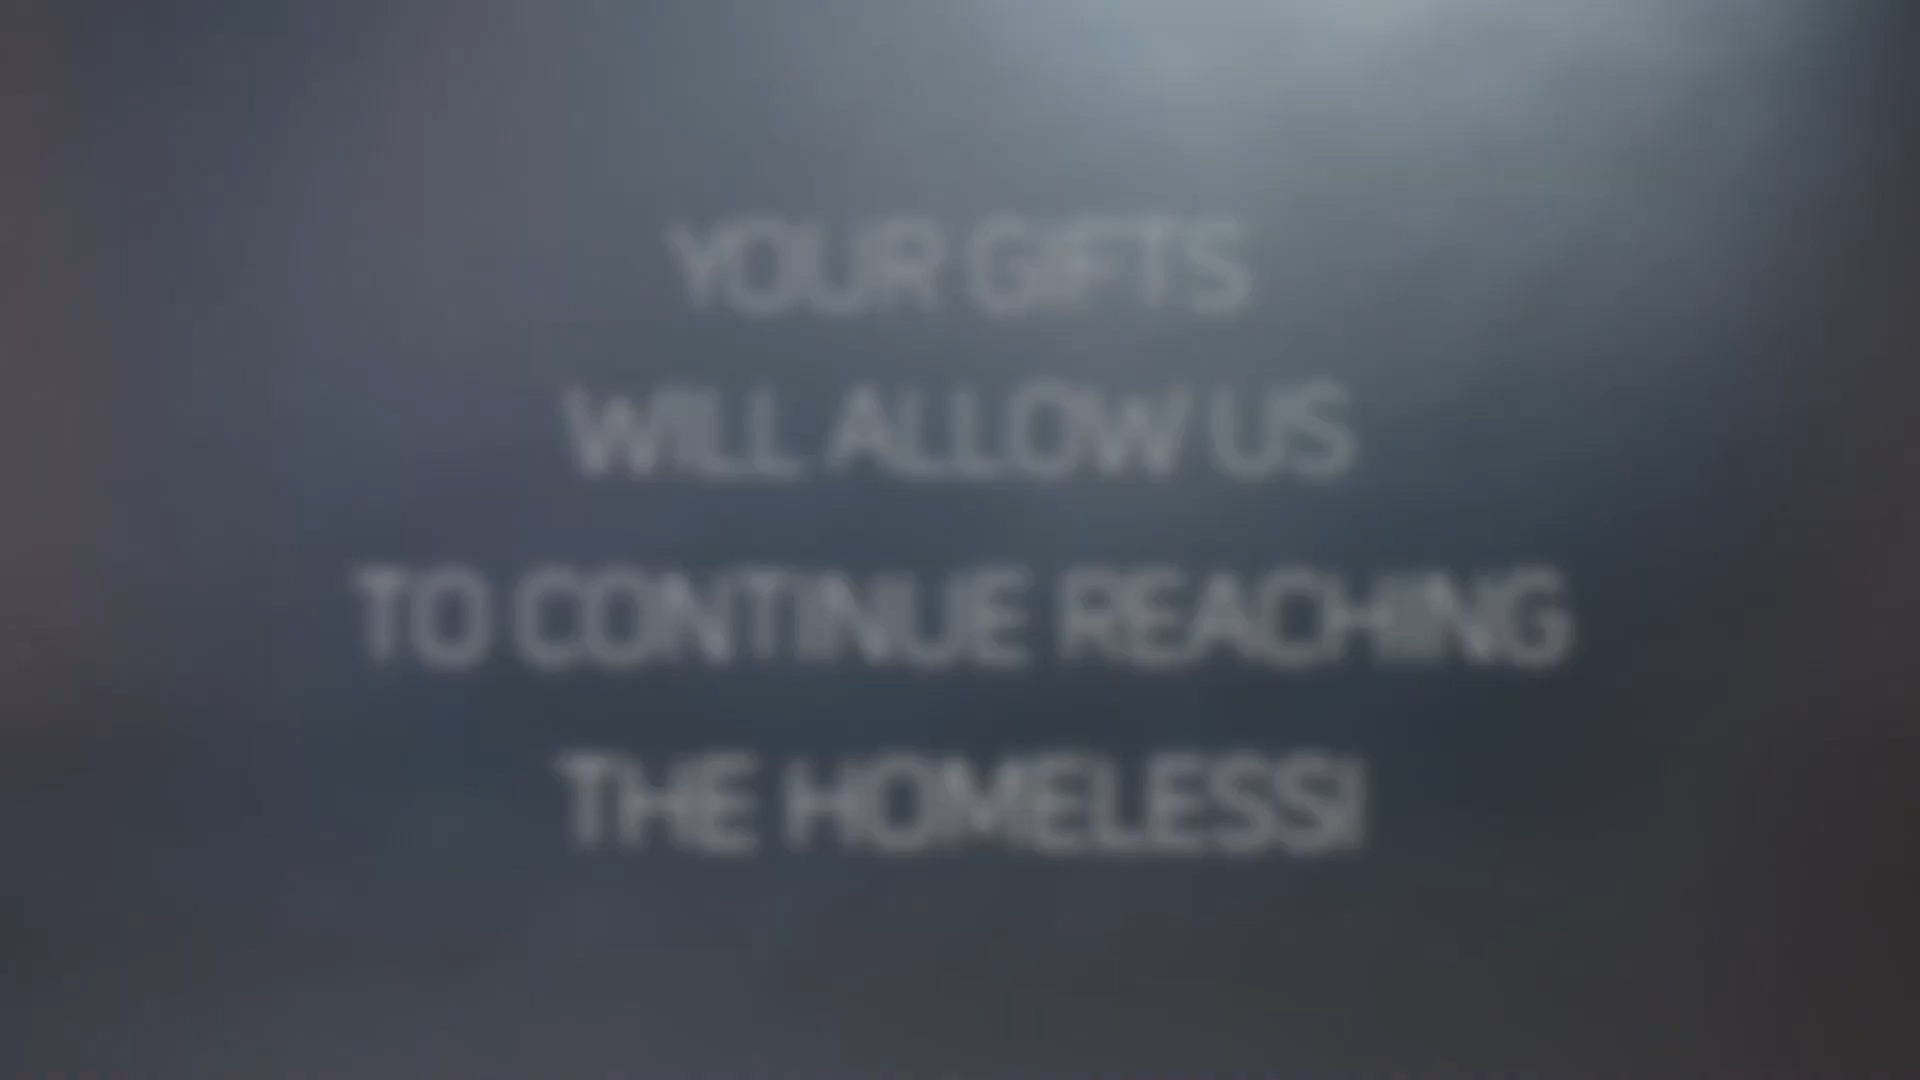 YOUR GIFTS
WILL ALLOW US
TO CONTINUE REACHING
THE HOMELESS!